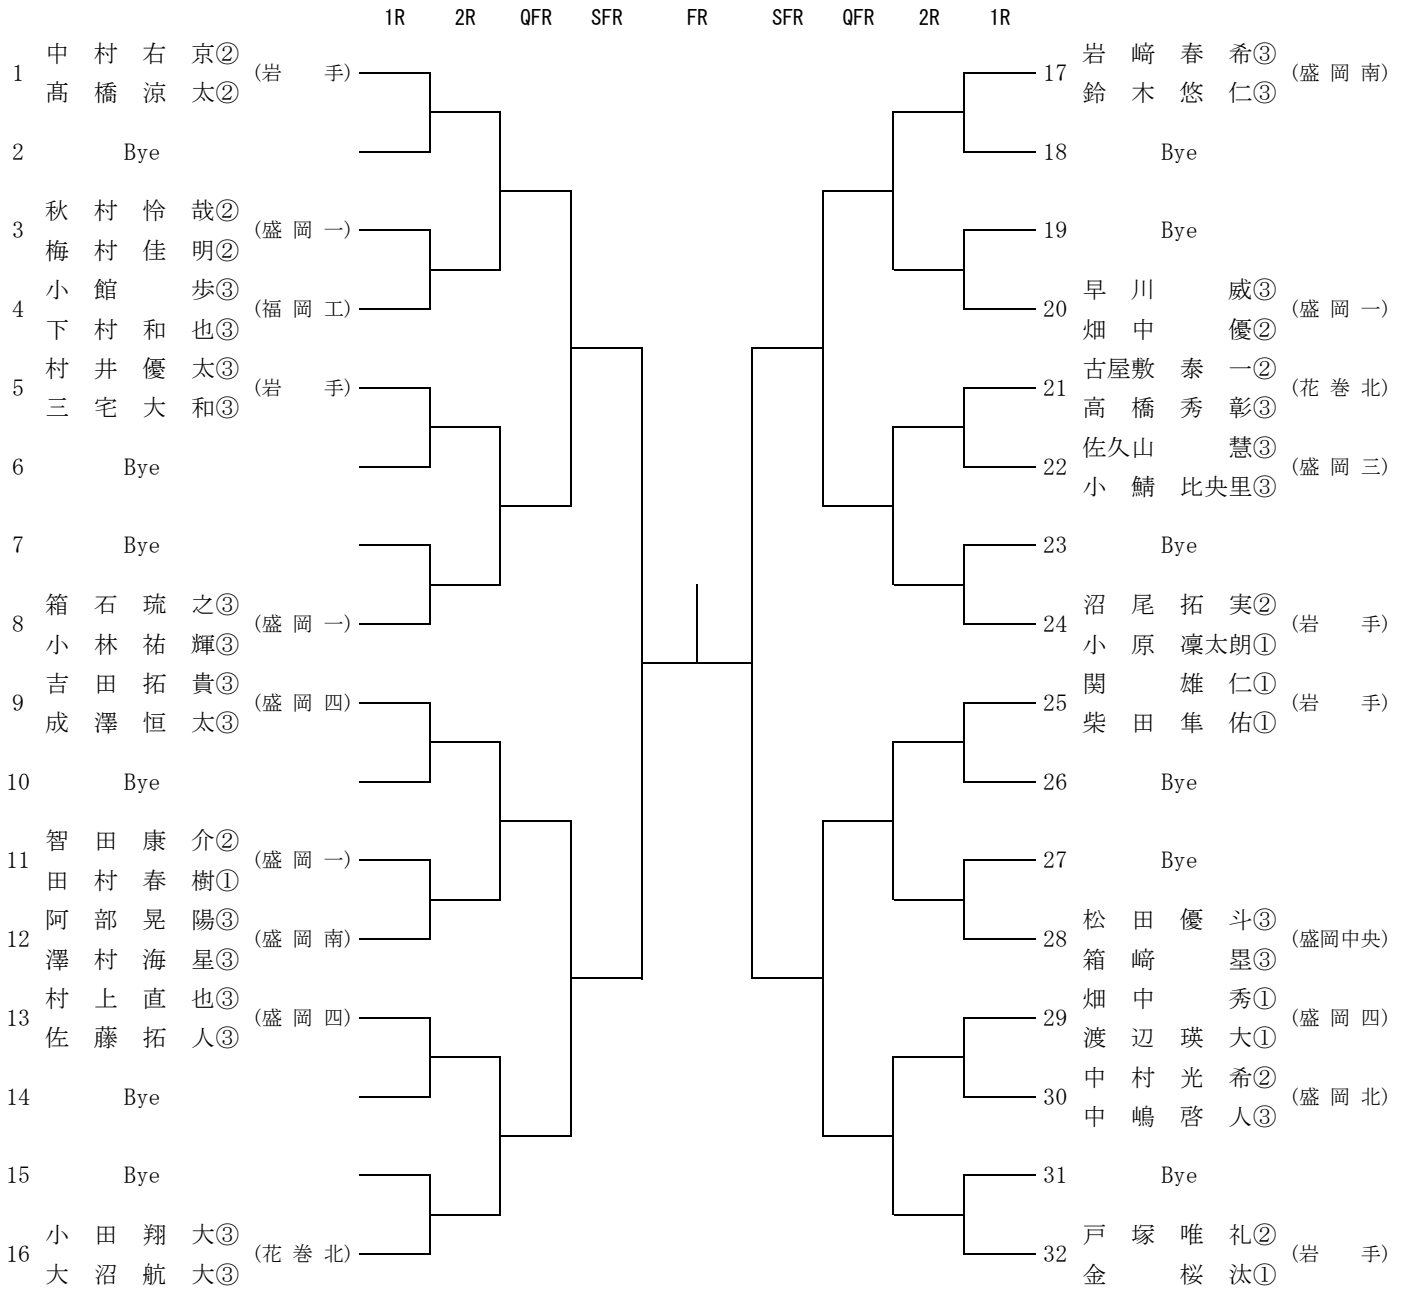 1R 2R QFR SFR FR SFR QFR 2R 1R
1 中村右京② 髙橋涼太② (岩手)
2 Bye
3 秋村怜哉② 梅村佳明② (盛岡一)
4 小館歩③ 下村和也③ (福岡工)
5 村井優太③ 三宅大和③ (岩手)
6 Bye
7 Bye
8 箱石琉之③ 小林祐輝③ (盛岡一)
9 吉田拓貴③ 成澤恒太③ (盛岡四)
10 Bye
11 智田康介② 田村春樹① (盛岡一)
12 阿部晃陽③ 澤村海星③ (盛岡南)
13 村上直也③ 佐藤拓人③ (盛岡四)
14 Bye
15 Bye
16 小田翔大③ 大沼航大③ (花巻北)
17 岩﨑春希③ 鈴木悠仁③ (盛岡南)
18 Bye
19 Bye
20 早川威③ 畑中優② (盛岡一)
21 古屋敷泰一② 高橋秀彰③ (花巻北)
22 佐久山慧③ 小鯖比央里③ (盛岡三)
23 Bye
24 沼尾拓実② 小原凜太朗① (岩手)
25 関雄仁① 柴田隼佑① (岩手)
26 Bye
27 Bye
28 松田優斗③ 箱﨑塁③ (盛岡中央)
29 畑中秀① 渡辺瑛大① (盛岡四)
30 中村光希② 中嶋啓人③ (盛岡北)
31 Bye
32 戸塚唯礼② 金桜汰① (岩手)